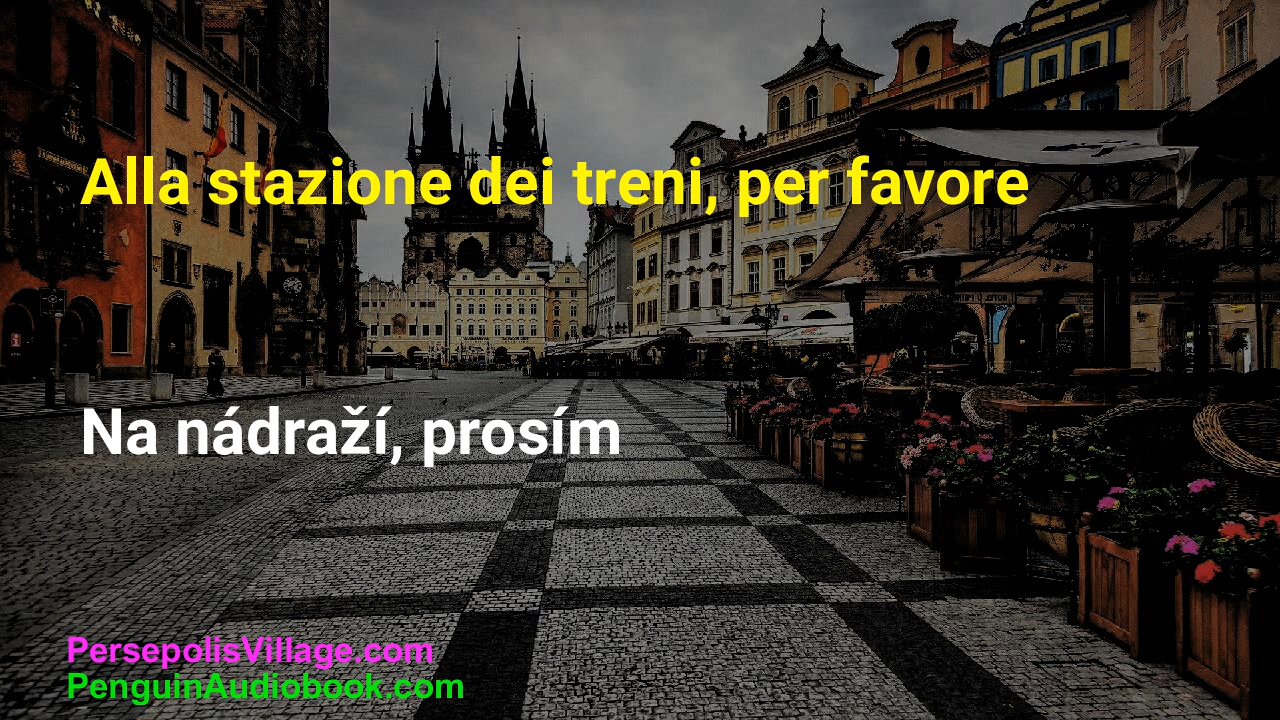 Alla stazione dei treni, per favore
Na nádraží, prosím
PersepolisVillage.com
PenguinAudiobook.com